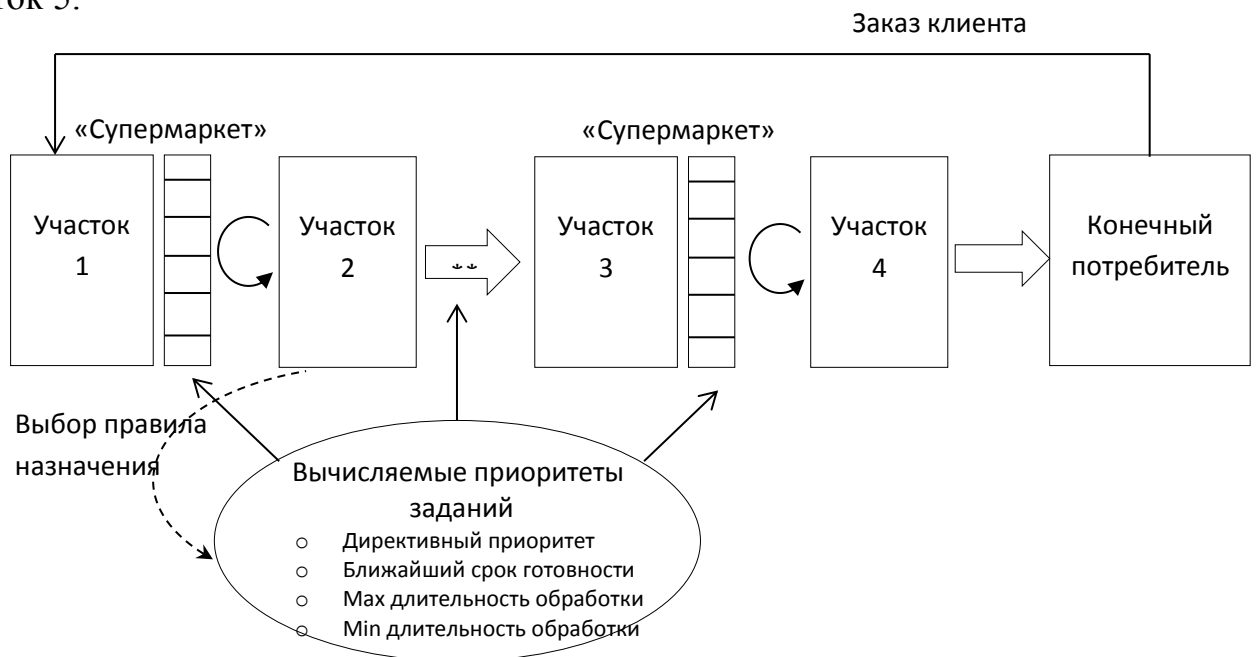 ок 5.
Заказ клиента
«Супермаркет»
«Супермаркет»
Участок
1
Участок
2
Участок
3
Участок
4
Конечный
потребитель
Выбор правила
назначения
Вычисляемые приоритеты
заданий
o Директивный приоритет
o Ближайший срок готовности
o Max длительность обработки
o Min длительность обработки